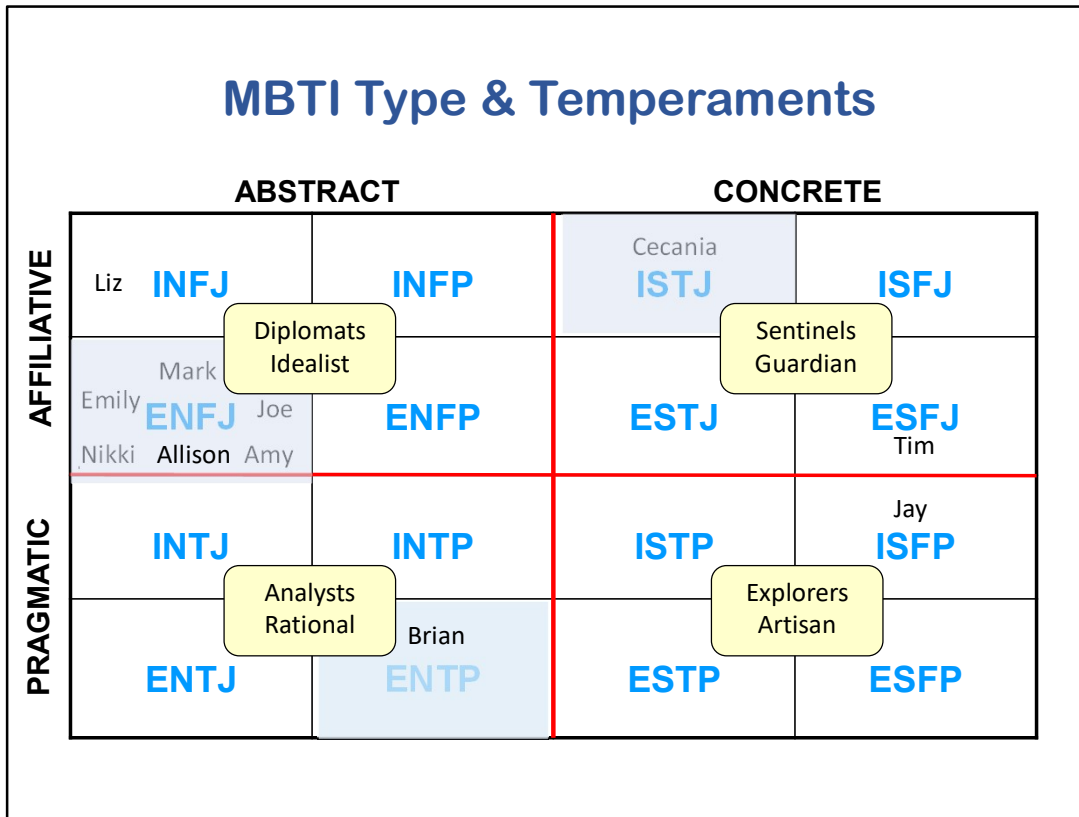 MBTI Type & Temperaments
ABSTRACT
CONCRETE
AFFILIATIVE
Liz
INFJ
INFP
Cecania
ISTJ
ISFJ
Diplomats
Idealist
Sentinels
Guardian
Mark
Emily
ENFJ
Joe
Nikki
Allison
Amy
ENFP
ESTJ
ESFJ
Tim
PRAGMATIC
INTJ
INTP
ISTP
Jay
ISFP
Analysts
Rational
Explorers
Artisan
ENTJ
Brian
ENTP
ESTP
ESFP